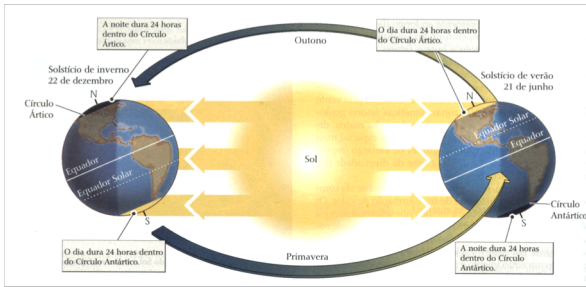 A noite dura 24 horas
dentro do Círculo
Ártico.
Outono
O dia dura 24 horas dentro
do Círculo Ártico.
Solstício de inverno
22 de dezembro
Solstício de verão
21 de junho
N
N
Círculo
Ártico
Equador Solar
Equador
Equador
Sol
Equador Solar
Círculo
Antártico
S
S
O dia dura 24 horas dentro
do Círculo Antártico.
Primavera
A noite dura 24 horas
dentro do Círculo
Antártico.